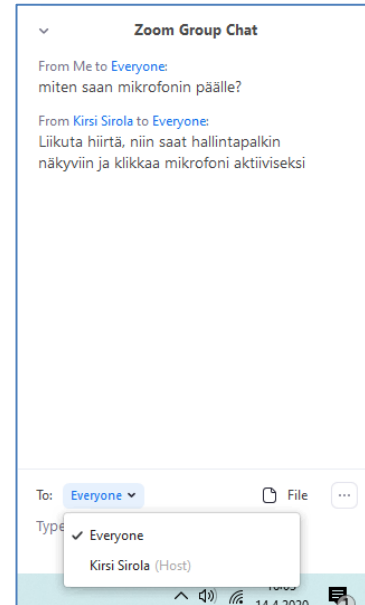 Zoom Group Chat
From Me to Everyone:
miten saan mikrofonin päälle?
From Kirsi Sirola to Everyone:
Liikuta hiirtä, niin saat hallintapalkin
näkyviin ja klikkaa mikrofoni aktiiviseksi
To: Everyone File ...
Type
Everyone
Kirsi Sirola (Host)
14.4.2020